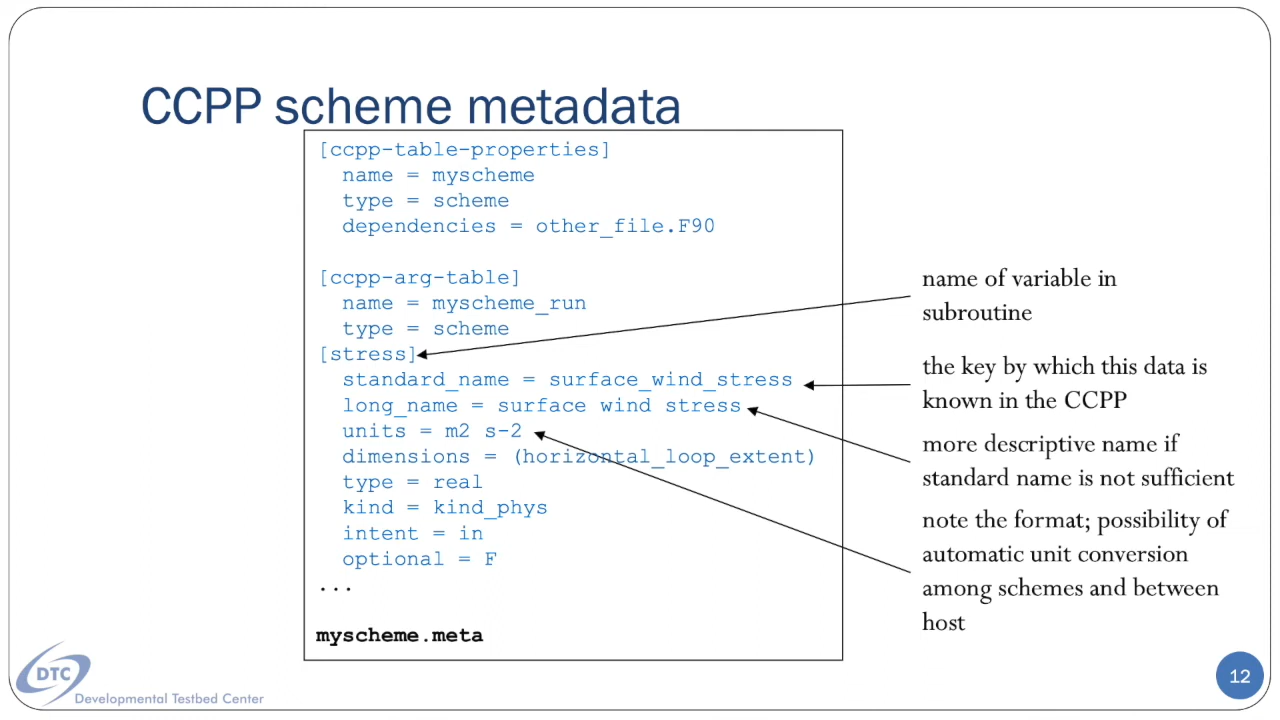 CCPP scheme metadata
[ccpp-table-properties]
name = myscheme
type = scheme
dependencies = other_file.F90
[ccpp-arg-table]
name = myscheme_run
type = scheme
[stress]
standard_name = surface_wind_stress
long_name = surface wind stress
units = m2 s-2
dimensions = (horizontal_loop_extent)
type = real
kind = kind_phys
intent = in
optional = F
...
myscheme.meta
name of variable in
subroutine
the key by which this data is
known in the CCPP
more descriptive name if
standard name is not sufficient
note the format; possibility of
automatic unit conversion
among schemes and between
host
DTC
Developmental Testbed Center
12